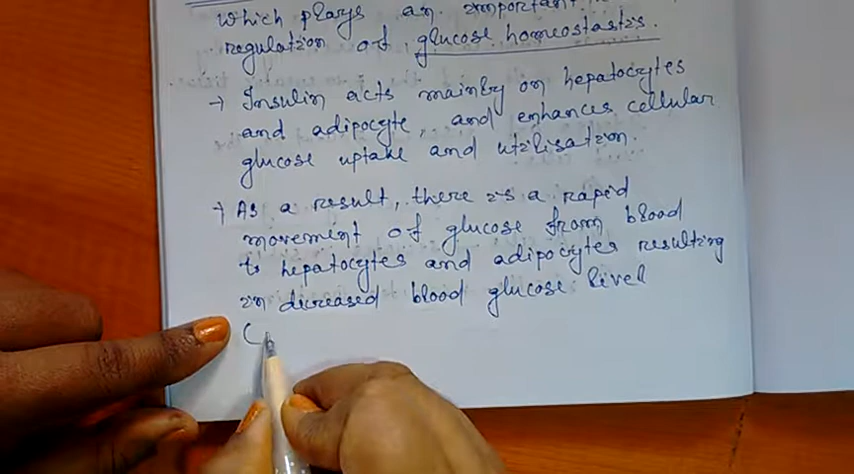 which plays an important
regulation of glucose homeostasis.
→ Insulin acts mainly on hepatocytes
and adipocyte, and enhances cellular
glucose uptake and utilisation.
→ As a result, there is a rapid
movement of glucose from blood
to hepatocytes and adipocytes resulting
in decreased blood glucose level
(